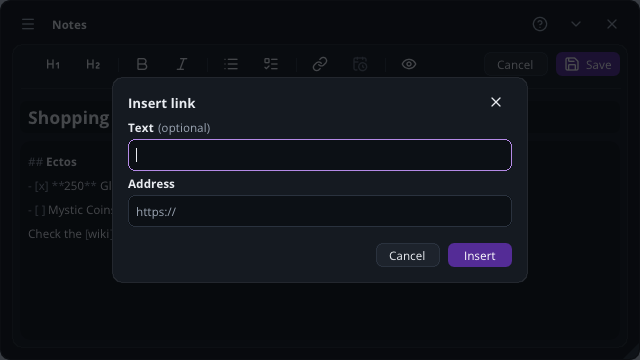 Notes
H1 H2 B I Cancel Save
Shopping
Insert link
Text (optional)
Address
https://
Cancel Insert
## Ectos
- [x] **250** Gl
- [ ] Mystic Coins
Check the [wiki]